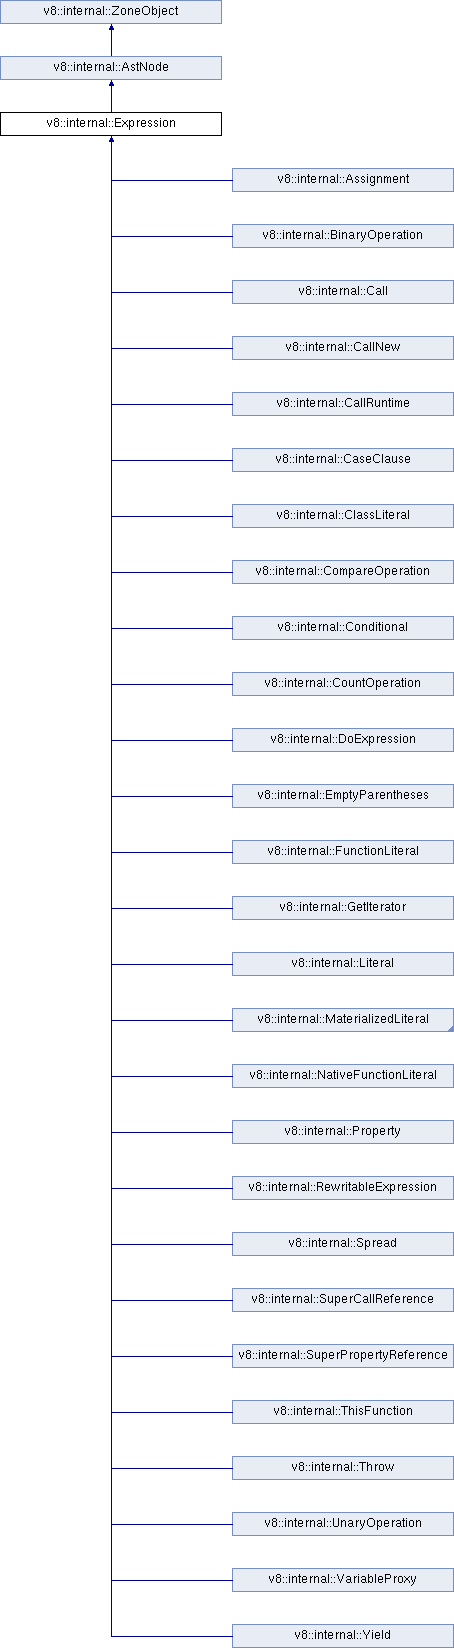 v8::internal::ZoneObject
v8::internal::AstNode
v8::internal::Expression
v8::internal::Assignment
v8::internal::BinaryOperation
v8::internal::Call
v8::internal::CallNew
v8::internal::CallRuntime
v8::internal::CaseClause
v8::internal::ClassLiteral
v8::internal::CompareOperation
v8::internal::Conditional
v8::internal::CountOperation
v8::internal::DoExpression
v8::internal::EmptyParentheses
v8::internal::FunctionLiteral
v8::internal::GetIterator
v8::internal::Literal
v8::internal::MaterializedLiteral
v8::internal::NativeFunctionLiteral
v8::internal::Property
v8::internal::RewritableExpression
v8::internal::Spread
v8::internal::SuperCallReference
v8::internal::SuperPropertyReference
v8::internal::ThisFunction
v8::internal::Throw
v8::internal::UnaryOperation
v8::internal::VariableProxy
v8::internal::Yield